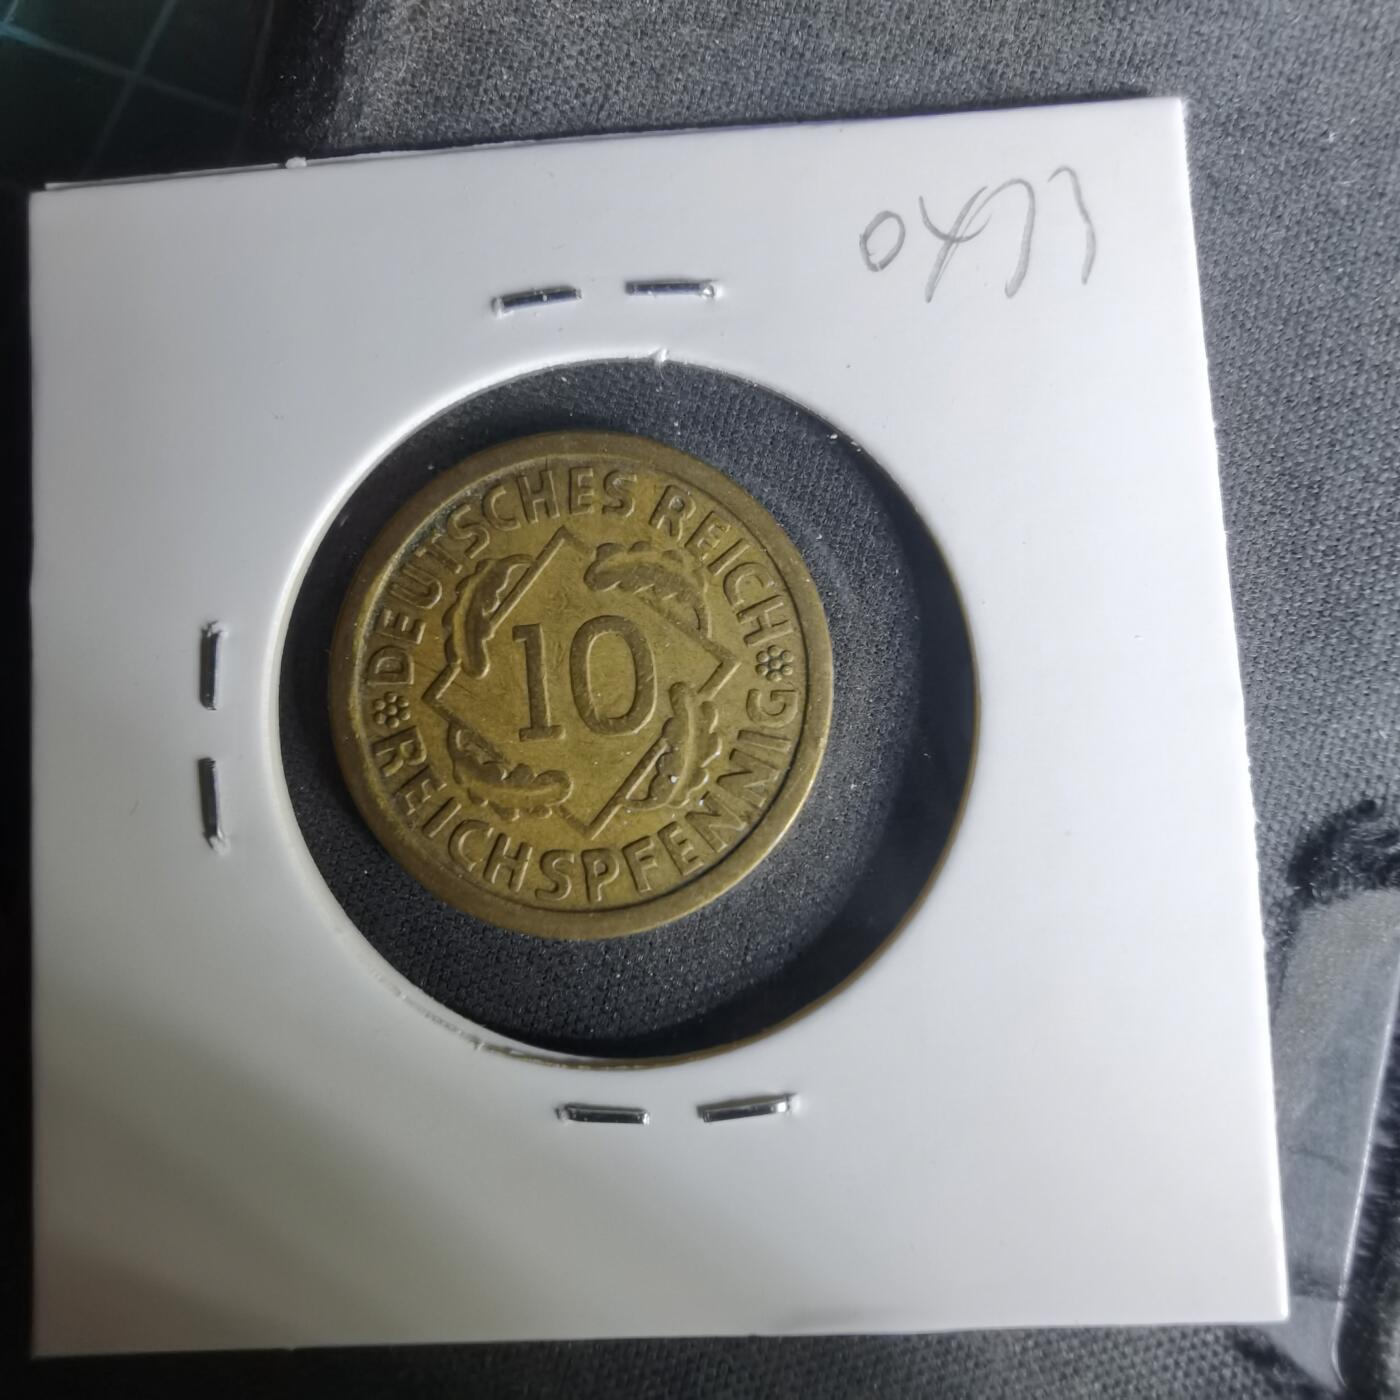 0477
DEUTSCHES REICH
10
REICHSPFENNIG